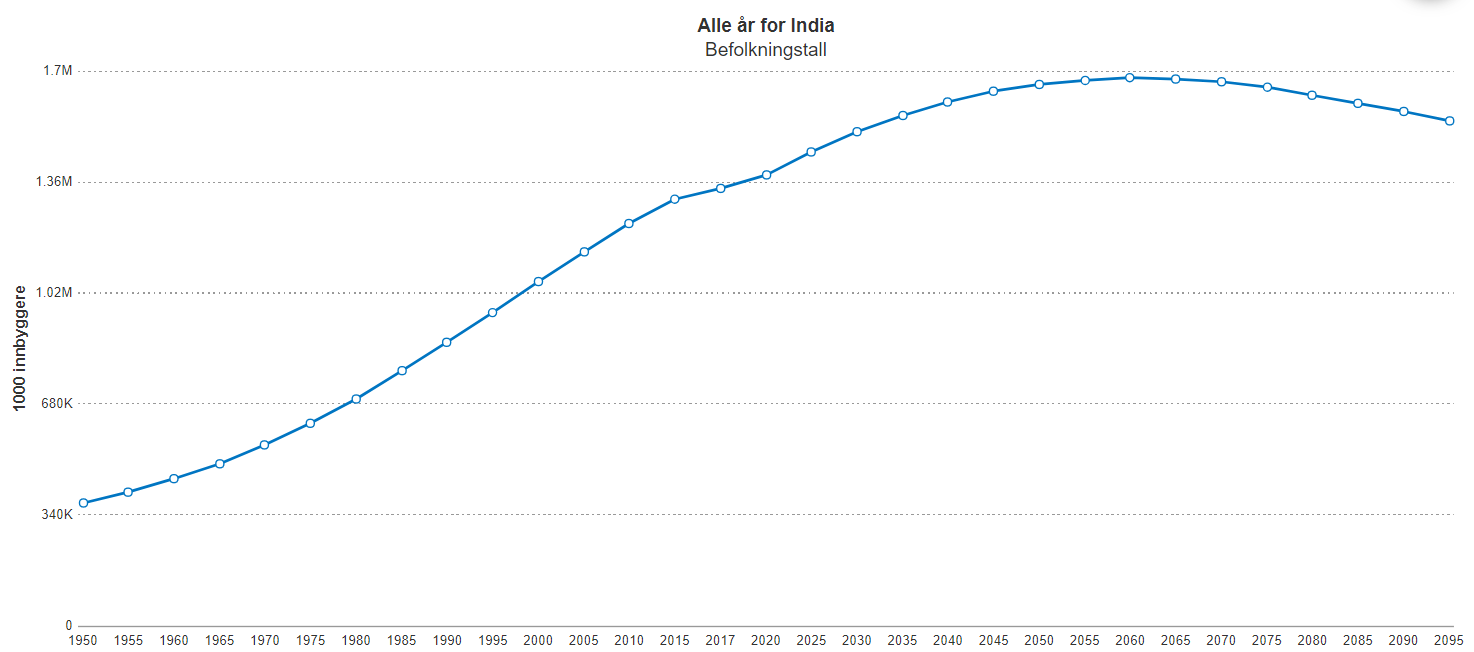 Alle år for India
Befolkningstall
1000 innbyggere
1.7M
1.36M
1.02M
680K
340K
0
1950 1955 1960 1965 1970 1975 1980 1985 1990 1995 2000 2005 2010 2015 2017 2020 2025 2030 2035 2040 2045 2050 2055 2060 2065 2070 2075 2080 2085 2090 2095